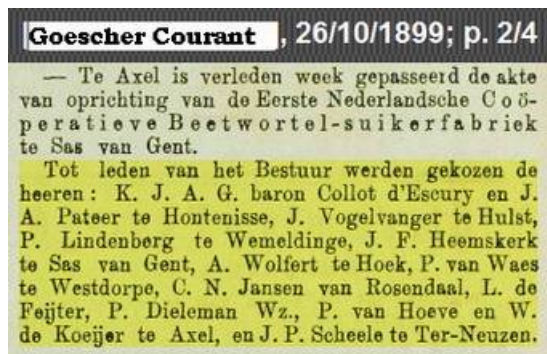 Goescher Courant , 26/10/1899; p. 2/4
— Te Axel is verleden week gepasseerd de akte
van oprichting van de Eerste Nederlandsche Coö-
peratieve Beetwortel-suikerfabriek
te Sas van Gent.
Tot leden van het Bestuur werden gekozen de
heeren: K. J. A. G. baron Collot d'Escury en J.
A. Pateer te Hontenisse, J. Vogelvanger te Hulst,
P. Lindenberg te Wemeldinge, J. F. Heemskerk
te Sas van Gent, A. Wolfert te Hoek, P. van Waes
te Westdorpe, C. N. Jansen van Rosendaal, L. de
Feijter, P. Dieleman Wz., P. van Hoeve en W.
de Koeijer te Axel, en J. P. Scheele te Ter-Neuzen.